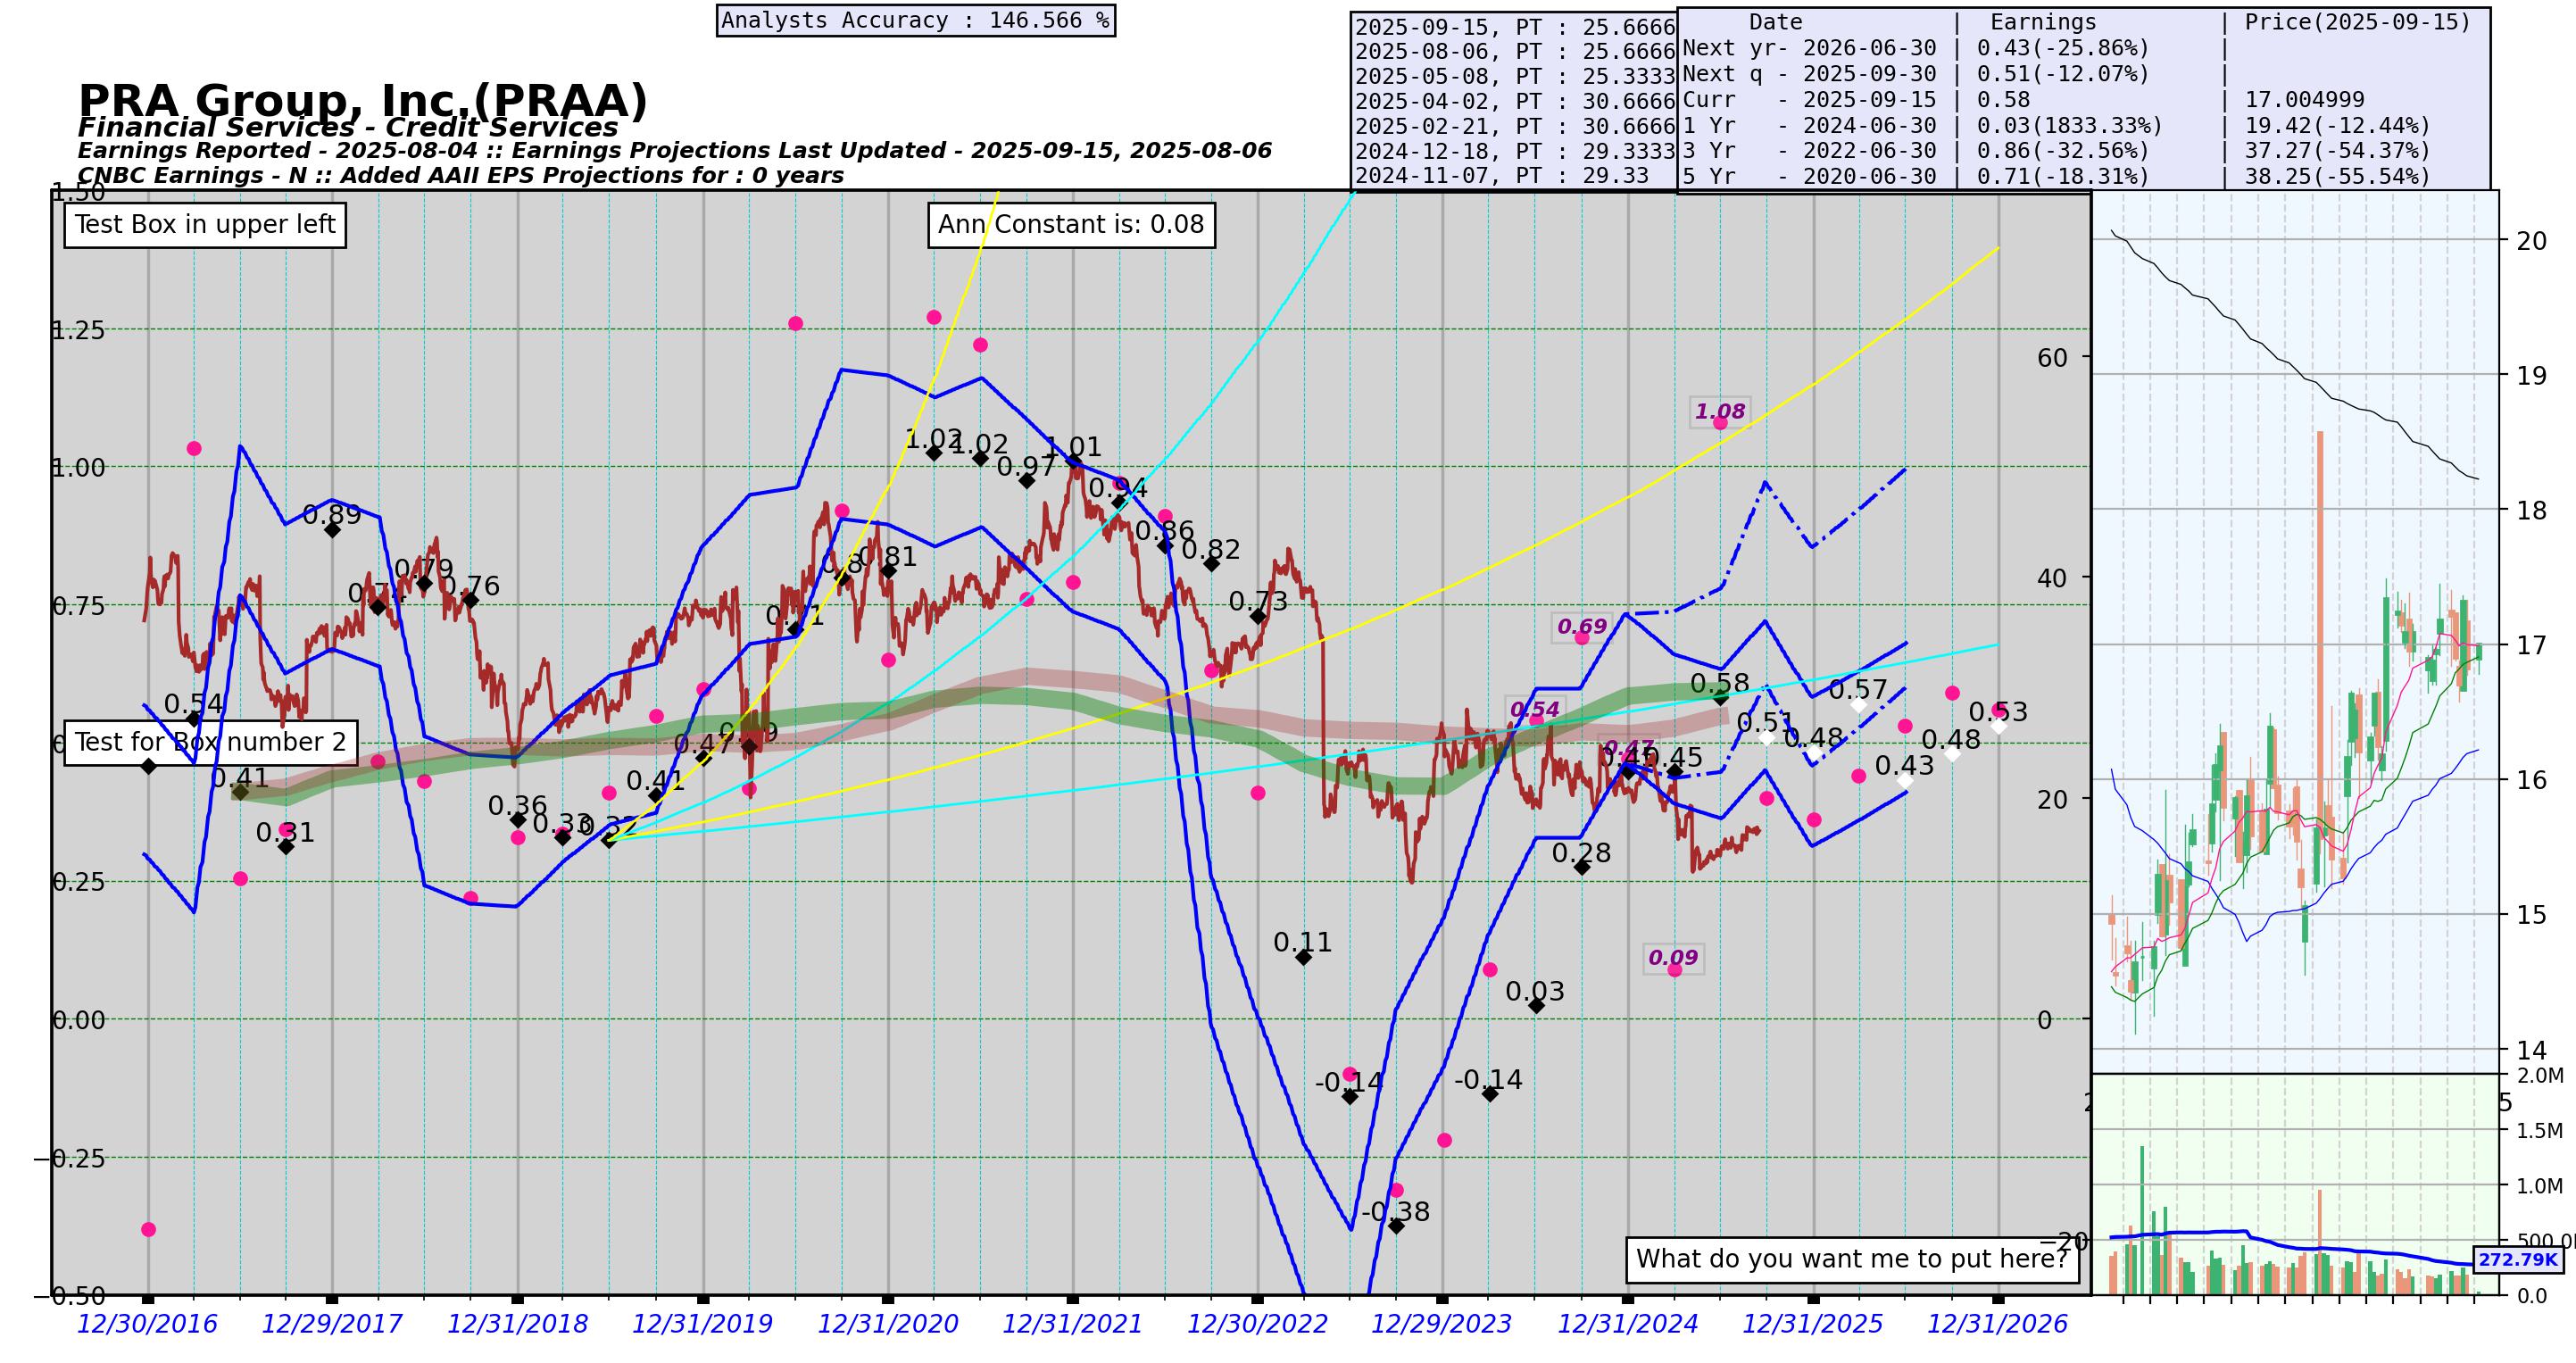 Analysts Accuracy : 146.566 %
2025-09-15, PT : 25.6666
2025-08-06, PT : 25.6666
2025-05-08, PT : 25.3333
2025-04-02, PT : 30.6666
2025-02-21, PT : 30.6666
2024-12-18, PT : 29.3333
2024-11-07, PT : 29.33
Date | Earnings | Price(2025-09-15)
Next yr- 2026-06-30 | 0.43(-25.86%) |
Next q - 2025-09-30 | 0.51(-12.07%) |
Curr - 2025-09-15 | 0.58 | 17.004999
1 Yr - 2024-06-30 | 0.03(1833.33%) | 19.42(-12.44%)
3 Yr - 2022-06-30 | 0.86(-32.56%) | 37.27(-54.37%)
5 Yr - 2020-06-30 | 0.71(-18.31%) | 38.25(-55.54%)
PRA Group, Inc.(PRAA)
Financial Services - Credit Services
Earnings Reported - 2025-08-04 :: Earnings Projections Last Updated - 2025-09-15, 2025-08-06
CNBC Earnings - N :: Added AAII EPS Projections for : 0 years
Test Box in upper left
Ann Constant is: 0.08
Test for Box number 2
What do you want me to put here?
1.50
1.25
1.00
0.75
0.25
0.00
−0.25
−0.50
60
40
20
0
−20
20
19
18
17
16
15
14
2.0M
1.5M
1.0M
0.0
272.79K
0.54
0.41
0.31
0.89
0.79
0.76
0.36
0.33
0.32
0.41
0.47
0.81
1.02
1.02
0.97
1.01
0.94
0.86
0.82
0.73
0.11
-0.14
-0.38
-0.14
0.03
0.28
0.45
0.58
0.51
0.48
0.57
0.43
0.48
0.53
0.54
0.69
0.47
0.09
1.08
12/30/2016 12/29/2017 12/31/2018 12/31/2019 12/31/2020 12/31/2021 12/30/2022 12/29/2023 12/31/2024 12/31/2025 12/31/2026